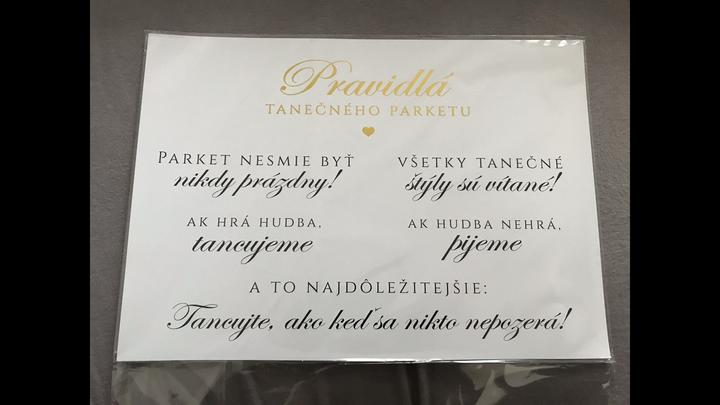 Pravidlá
TANEČNÉHO PARKETU
PARKET NESMIE BYŤ
nikdy prázdny!
VŠETKY TANEČNÉ
štýly sú vítané!
AK HRÁ HUDBA,
tancujeme
AK HUDBA NEHRÁ,
pijeme
A TO NAJDÔLEŽITEJŠIE:
Tancujte, ako keď sa nikto nepozerá!